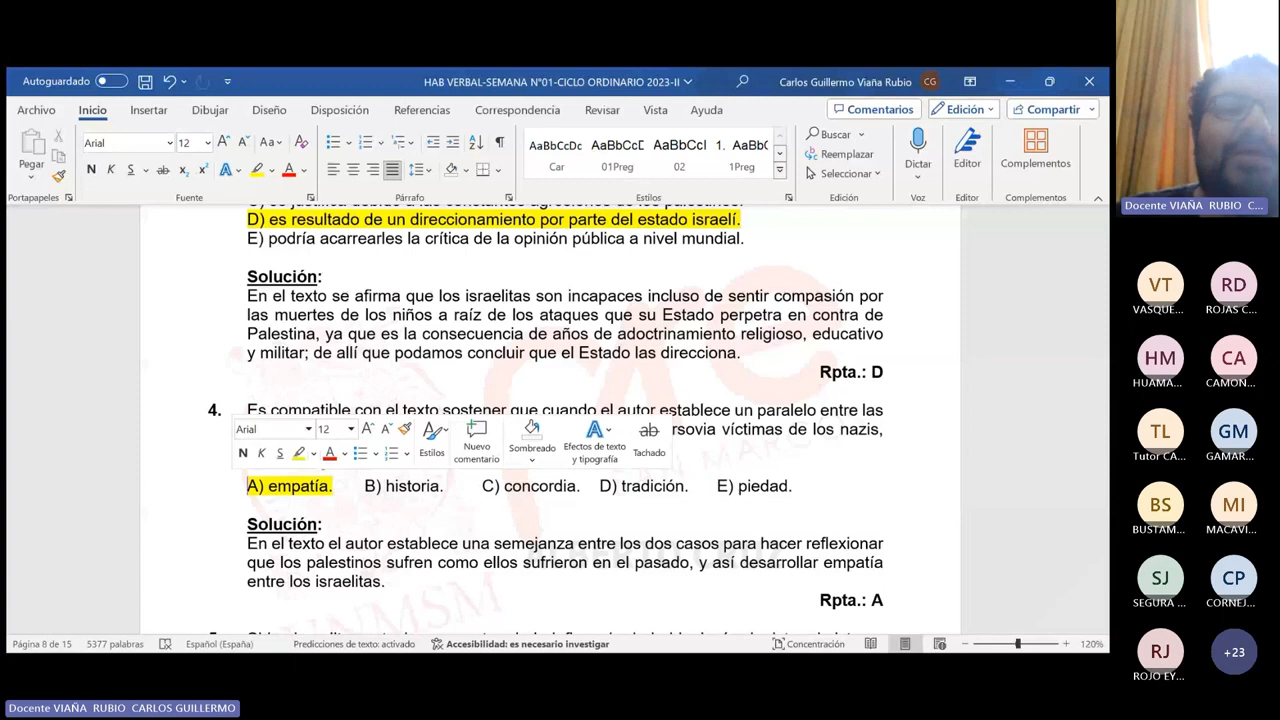 Autoguardado
HAB VERBAL-SEMANA N°01-CICLO ORDINARIO 2023-II
Carlos Guillermo Viaña Rubio
CG
Archivo
Inicio
Insertar
Dibujar
Diseño
Disposición
Referencias
Correspondencia
Revisar
Vista
Ayuda
Comentarios
Edición
Compartir
Pegar
Portapapeles
Arial
12
Fuente
Párrafo
AaBbCcDc
Car
AaBbCcD
01Preg
AaBbCcI
02
1. AaBbC
1Preg
Estilos
Buscar
Reemplazar
Seleccionar
Edición
Dictar
Voz
Editor
Editor
Complementos
Complementos
D) es resultado de un direccionamiento por parte del estado israelí.
E) podría acarrearles la crítica de la opinión pública a nivel mundial.
Solución:
En el texto se afirma que los israelitas son incapaces incluso de sentir compasión por
las muertes de los niños a raíz de los ataques que su Estado perpetra en contra de
Palestina, ya que es la consecuencia de años de adoctrinamiento religioso, educativo
y militar; de allí que podamos concluir que el Estado las direcciona.
Rpta.: D
4. Es compatible con el texto sostener que cuando el autor establece un paralelo entre las
rsovia víctimas de los nazis,
Arial
12
N K S
Estilos
Nuevo comentario
Sombreado
Efectos de texto y tipografía
Tachado
A) empatía. B) historia. C) concordia. D) tradición. E) piedad.
Solución:
En el texto el autor establece una semejanza entre los dos casos para hacer reflexionar
que los palestinos sufren como ellos sufrieron en el pasado, y así desarrollar empatía
entre los israelitas.
Rpta.: A
UNMSM
Página 8 de 15
5377 palabras
Español (España)
Predicciones de texto: activado
Accesibilidad: es necesario investigar
Concentración
120%
Docente VIAÑA RUBIO CARLOS GUILLERMO
Docente VIAÑA RUBIO C...
VT
VASQUE...
RD
ROJAS C...
HM
HUAMA...
CA
CAMON...
TL
Tutor CA...
GM
GAMAR...
BS
BUSTAM...
MI
MACAVI...
SJ
SEGURA ...
CP
CORNEJ...
RJ
ROJO EY...
+23